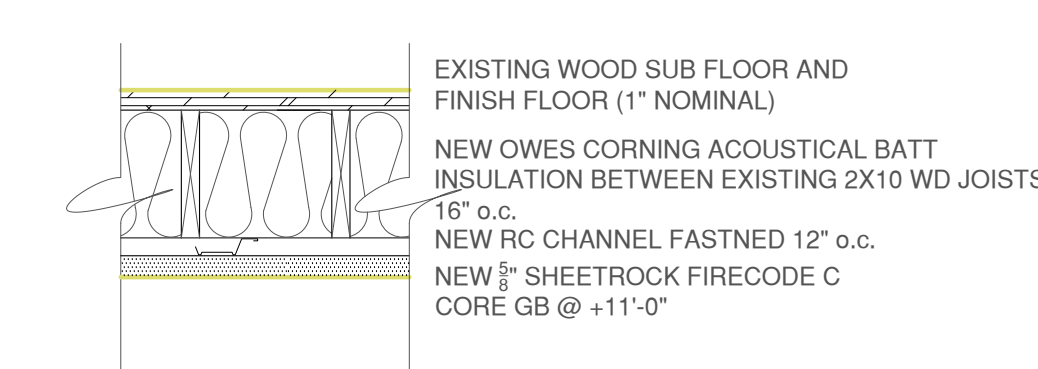 EXISTING WOOD SUB FLOOR AND
FINISH FLOOR (1" NOMINAL)
NEW OWES CORNING ACOUSTICAL BATT
INSULATION BETWEEN EXISTING 2X10 WD JOISTS
16" o.c.
NEW RC CHANNEL FASTNED 12" o.c.
NEW 5/8" SHEETROCK FIRECODE C
CORE GB @ +11'-0"